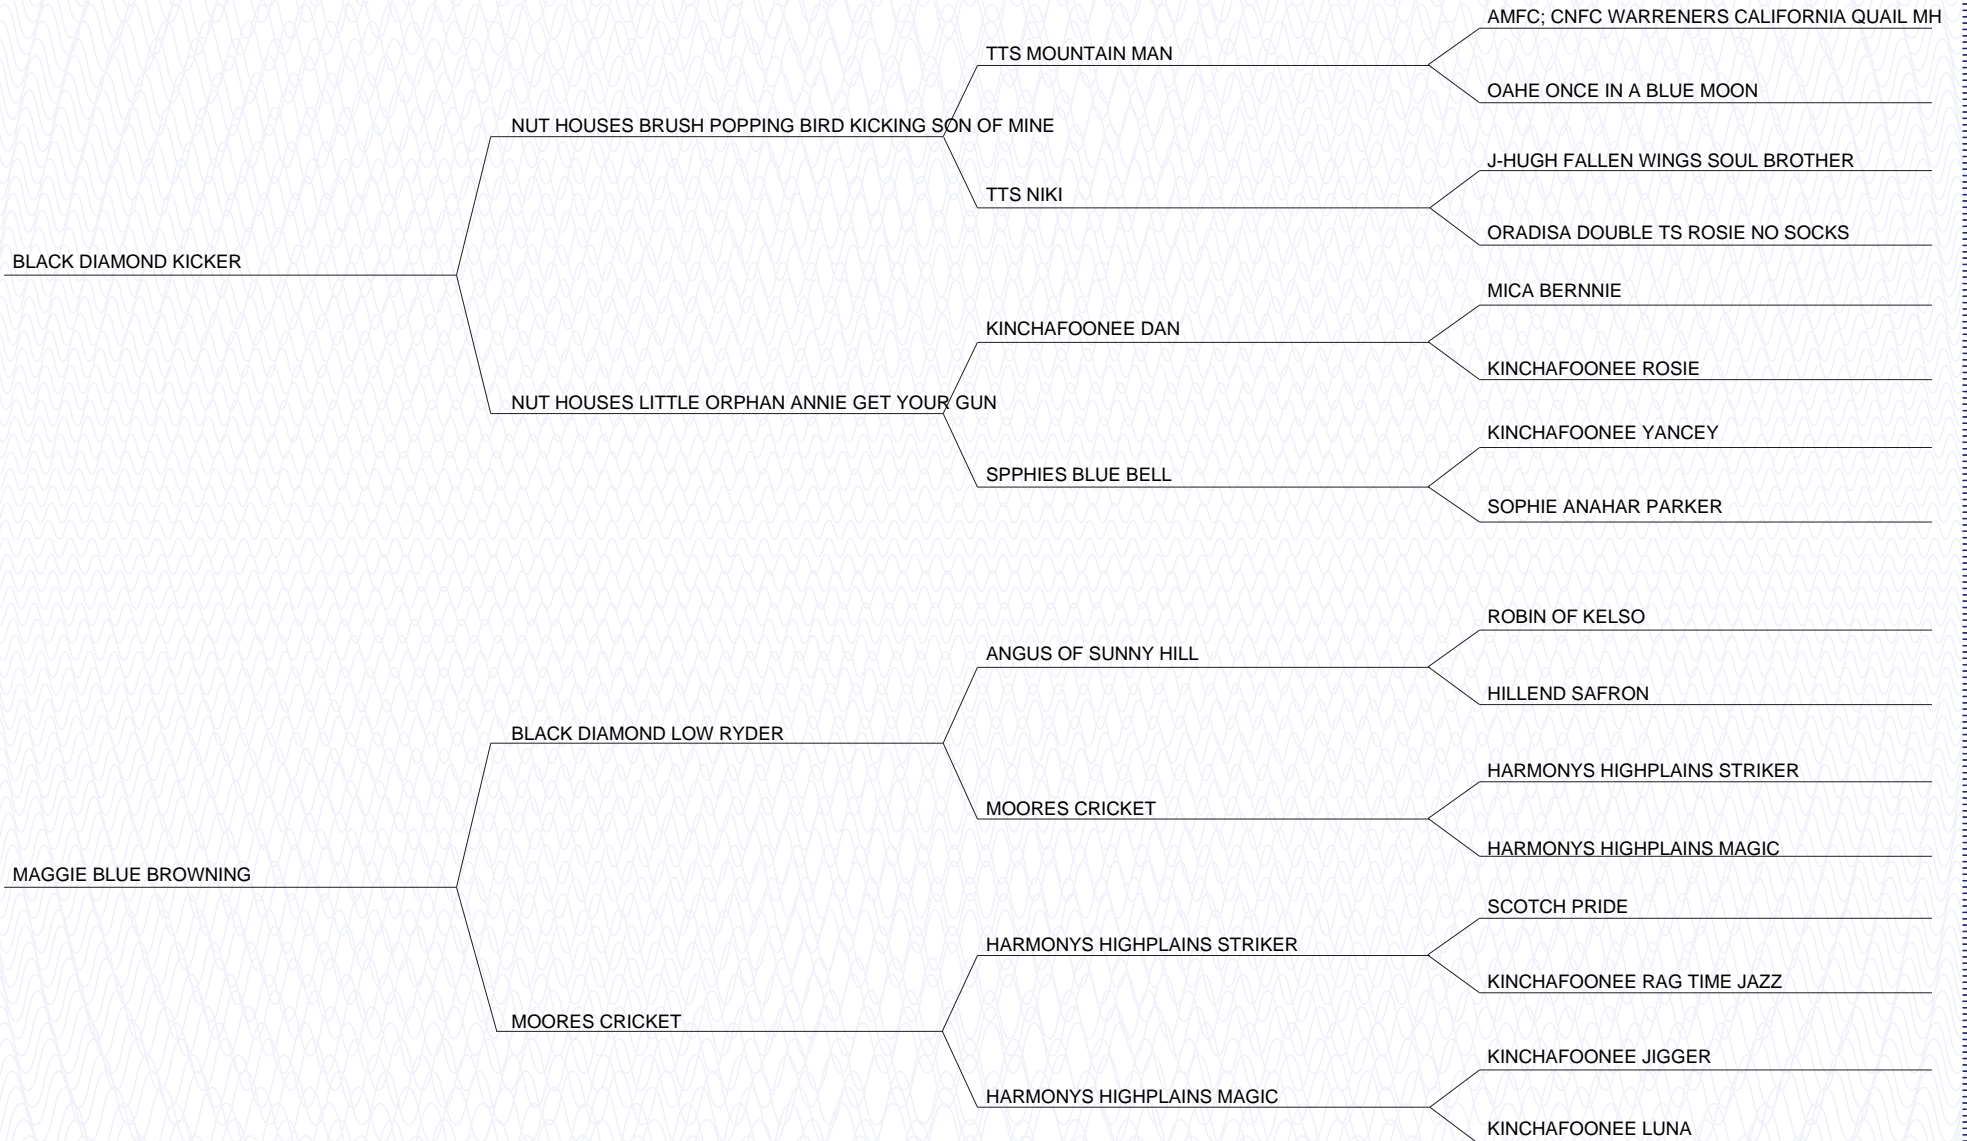 AMFC; CNFC WARRENERS CALIFORNIA QUAIL MH
TTS MOUNTAIN MAN
OAHE ONCE IN A BLUE MOON
NUT HOUSES BRUSH POPPING BIRD KICKING SON OF MINE
J-HUGH FALLEN WINGS SOUL BROTHER
TTS NIKI
ORADISA DOUBLE TS ROSIE NO SOCKS
BLACK DIAMOND KICKER
MICA BERNNIE
KINCHAFOONEE DAN
KINCHAFOONEE ROSIE
NUT HOUSES LITTLE ORPHAN ANNIE GET YOUR GUN
KINCHAFOONEE YANCEY
SPPHIES BLUE BELL
SOPHIE ANAHAR PARKER
ROBIN OF KELSO
ANGUS OF SUNNY HILL
HILLEND SAFRON
BLACK DIAMOND LOW RYDER
HARMONYS HIGHPLAINS STRIKER
MOORES CRICKET
HARMONYS HIGHPLAINS MAGIC
MAGGIE BLUE BROWNING
SCOTCH PRIDE
HARMONYS HIGHPLAINS STRIKER
KINCHAFOONEE RAG TIME JAZZ
MOORES CRICKET
KINCHAFOONEE JIGGER
HARMONYS HIGHPLAINS MAGIC
KINCHAFOONEE LUNA